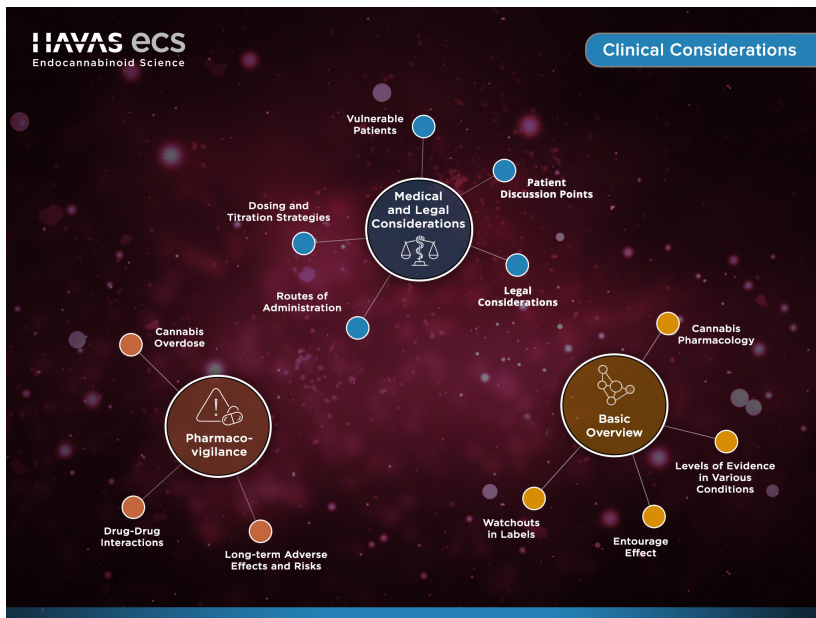 HAVAS ecs
Endocannabinoid Science
Clinical Considerations
Vulnerable
Patients
Patient
Discussion Points
Medical
and Legal
Considerations
Dosing and
Titration Strategies
Legal
Considerations
Routes of
Administration
Cannabis
Overdose
Cannabis
Pharmacology
Pharmaco-
vigilance
Basic
Overview
Levels of Evidence
in Various
Conditions
Drug-Drug
Interactions
Long-term Adverse
Effects and Risks
Watchouts
in Labels
Entourage
Effect